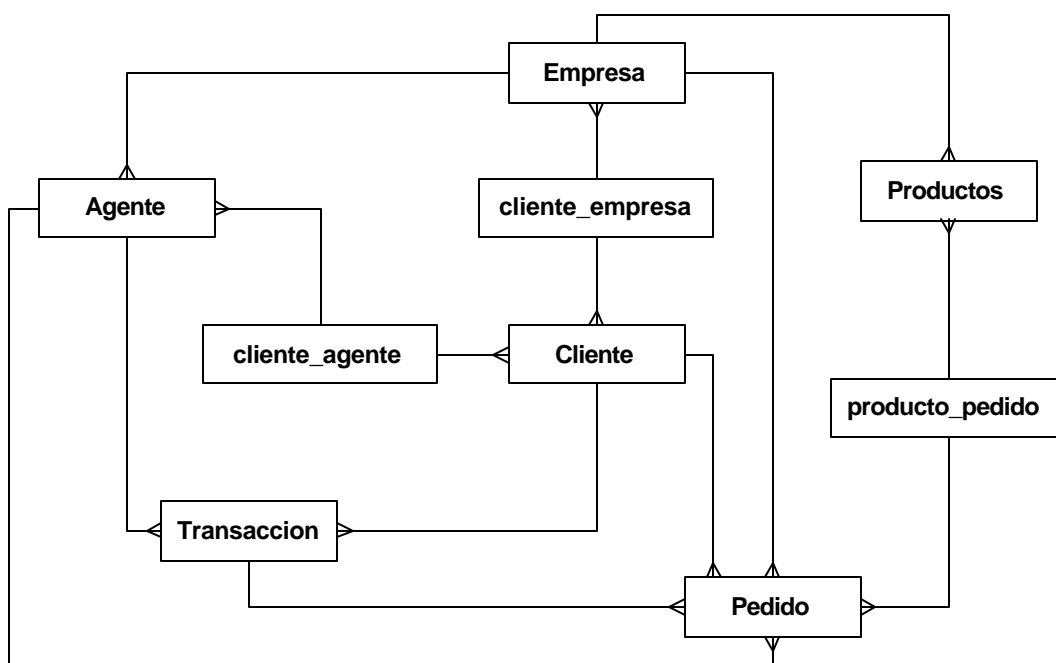 Empresa
Agente
cliente_empresa
Productos
cliente_agente
Cliente
producto_pedido
Transaccion
Pedido